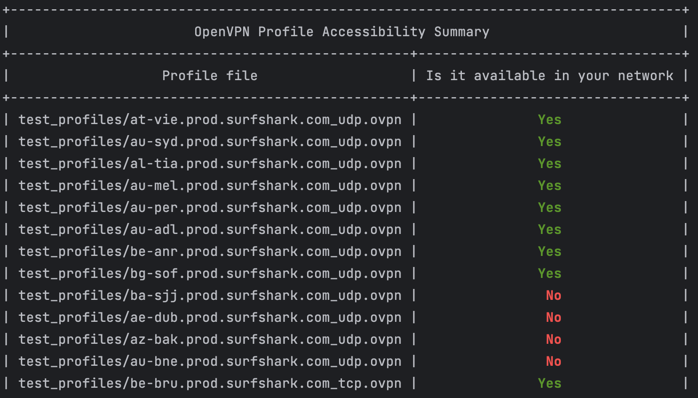 OpenVPN Profile Accessibility Summary
Profile file | Is it available in your network
test_profiles/at-vie.prod.surfshark.com_udp.ovpn | Yes
test_profiles/au-syd.prod.surfshark.com_udp.ovpn | Yes
test_profiles/al-tia.prod.surfshark.com_udp.ovpn | Yes
test_profiles/au-mel.prod.surfshark.com_udp.ovpn | Yes
test_profiles/au-per.prod.surfshark.com_udp.ovpn | Yes
test_profiles/au-adl.prod.surfshark.com_udp.ovpn | Yes
test_profiles/be-anr.prod.surfshark.com_udp.ovpn | Yes
test_profiles/bg-sof.prod.surfshark.com_udp.ovpn | Yes
test_profiles/ba-sjj.prod.surfshark.com_udp.ovpn | No
test_profiles/ae-dub.prod.surfshark.com_udp.ovpn | No
test_profiles/az-bak.prod.surfshark.com_udp.ovpn | No
test_profiles/au-bne.prod.surfshark.com_udp.ovpn | No
test_profiles/be-bru.prod.surfshark.com_tcp.ovpn | Yes